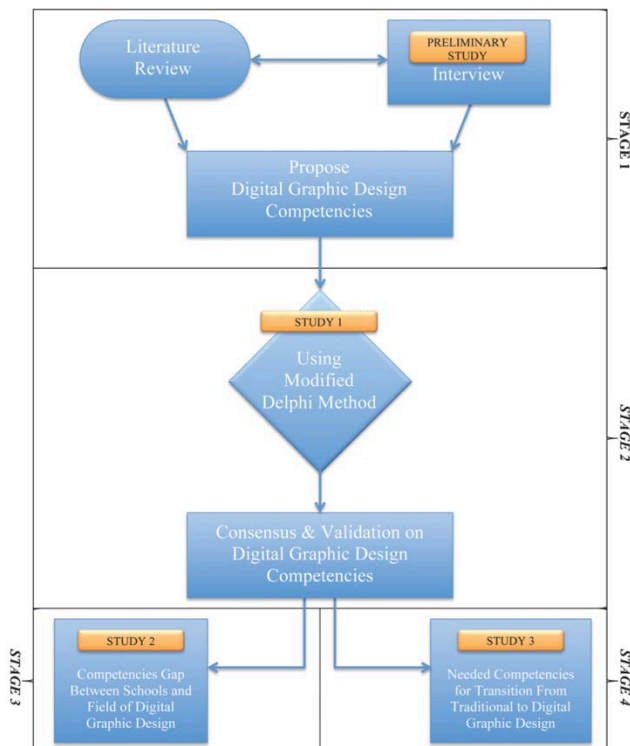 Literature
Review
PRELIMINARY
STUDY
Interview
STAGE 1
Propose
Digital Graphic Design
Competencies
STUDY 1
Using
Modified
Delphi Method
STAGE 2
Consensus & Validation on
Digital Graphic Design
Competencies
STAGE 3
STUDY 2
Competencies Gap
Between Schools and
Field of Digital
Graphic Design
STUDY 3
Needed Competencies
for Transition From
Traditional to Digital
Graphic Design
STAGE 4